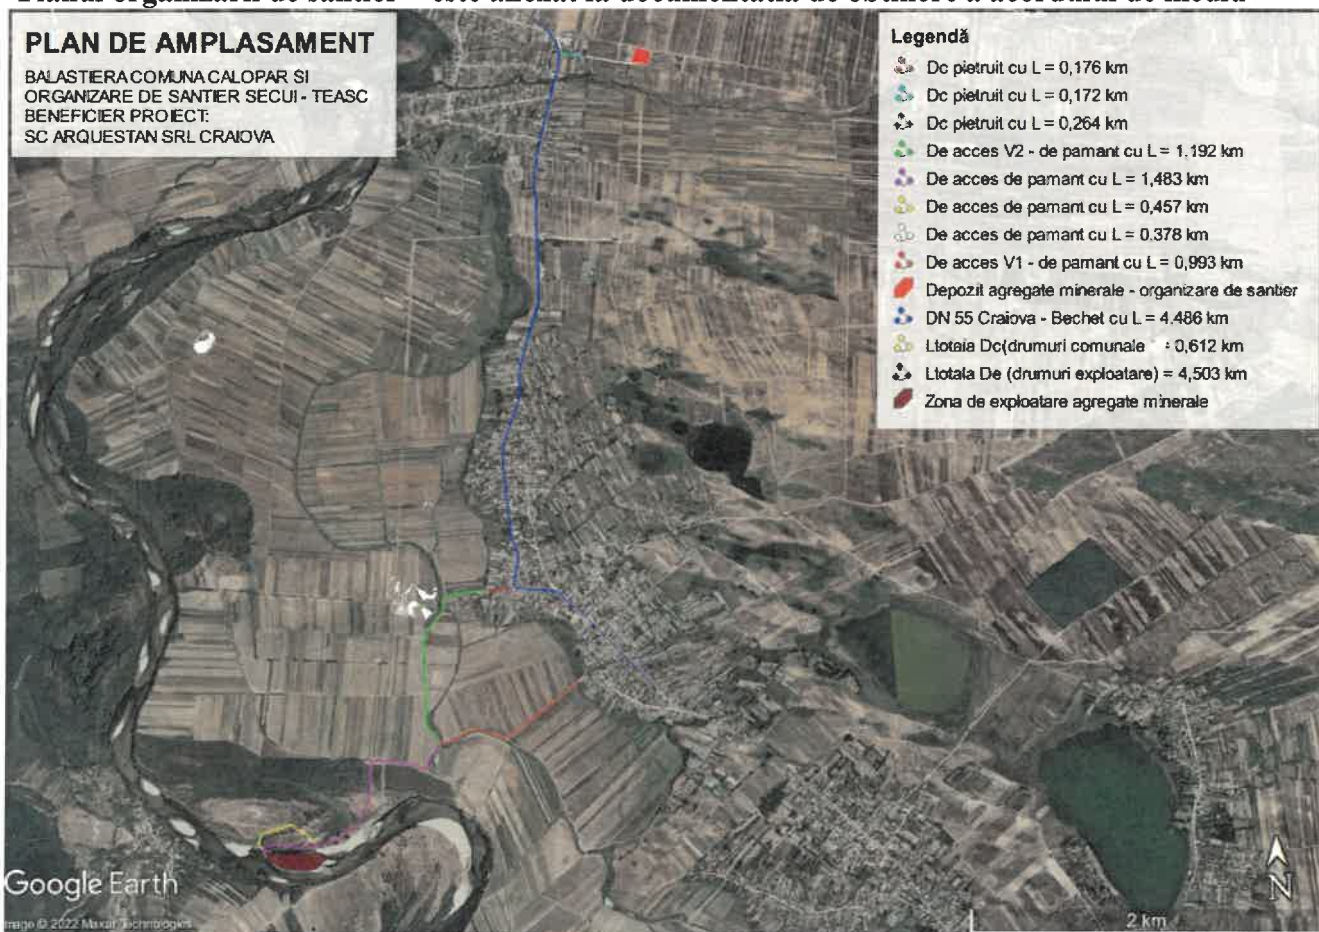 PLAN DE AMPLASAMENT
BALASTIERA COMUNA CALOPAR SI
ORGANIZARE DE SANTIER SECUI - TEASC
BENEFICIER PROIECT:
SC ARQUESTAN SRL CRAIOVA
Legendă
Dc pietruit cu L = 0,176 km
Dc pietruit cu L = 0,172 km
Dc pietruit cu L = 0,264 km
De acces V2 - de pamant cu L = 1.192 km
De acces de pamant cu L = 1,483 km
De acces de pamant cu L = 0,457 km
De acces de pamant cu L = 0.378 km
De acces V1 - de pamant cu L = 0,993 km
Depozit agregate minerale - organizare de santier
DN 55 Craiova - Bechet cu L = 4.486 km
Ltotala Dc(drumuri comunale = 0,612 km
Ltotala De (drumuri exploatare) = 4,503 km
Zona de exploatare agregate minerale
Google Earth
© 2022 Maxar Technologies
2 km
N